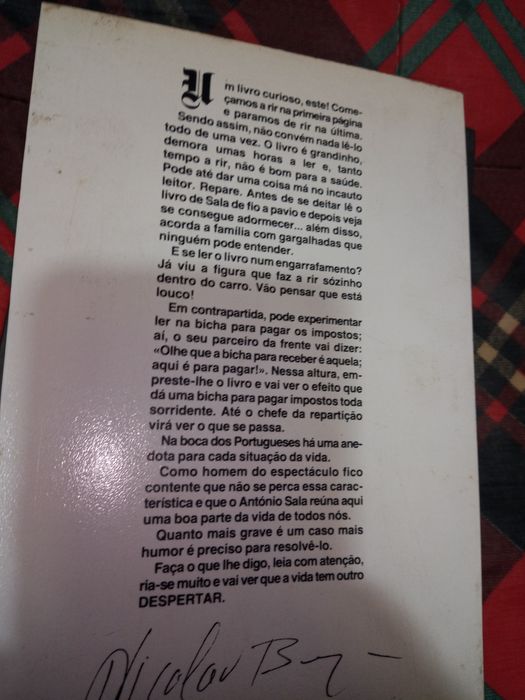 Um livro curioso, este! Come-
çamos a rir na primeira página
e paramos de rir na última.
Sendo assim, não convém nada lê-lo
todo de uma vez. O livro é grandinho,
demora umas horas a ler e, tanto
tempo a rir, não é bom para a saúde.
Pode até dar uma coisa má no incauto
leitor. Repare. Antes de se deitar lê o
livro de Sala de fio a pavio e depois veja
se consegue adormecer... além disso,
acorda a família com gargalhadas que
ninguém pode entender.
E se ler o livro num engarrafamento?
Já viu a figura que faz a rir sózinho
dentro do carro. Vão pensar que está
louco!
Em contrapartida, pode experimentar
ler na bicha para pagar os impostos;
aí, o seu parceiro da frente vai dizer:
«Olhe que a bicha para receber é aquela;
aqui é para pagar!». Nessa altura, em-
preste-lhe o livro e vai ver o efeito que
dá uma bicha para pagar impostos toda
sorridente. Até o chefe da repartição
virá ver o que se passa.
Na boca dos Portugueses há uma ane-
dota para cada situação da vida.
Como homem do espectáculo fico
contente que não se perca essa carac-
terística e que o António Sala reúna aqui
uma boa parte da vida de todos nós.
Quanto mais grave é um caso mais
humor é preciso para resolvê-lo.
Faça o que lhe digo, leia com atenção,
ria-se muito e vai ver que a vida tem outro
DESPERTAR.
Nicolau